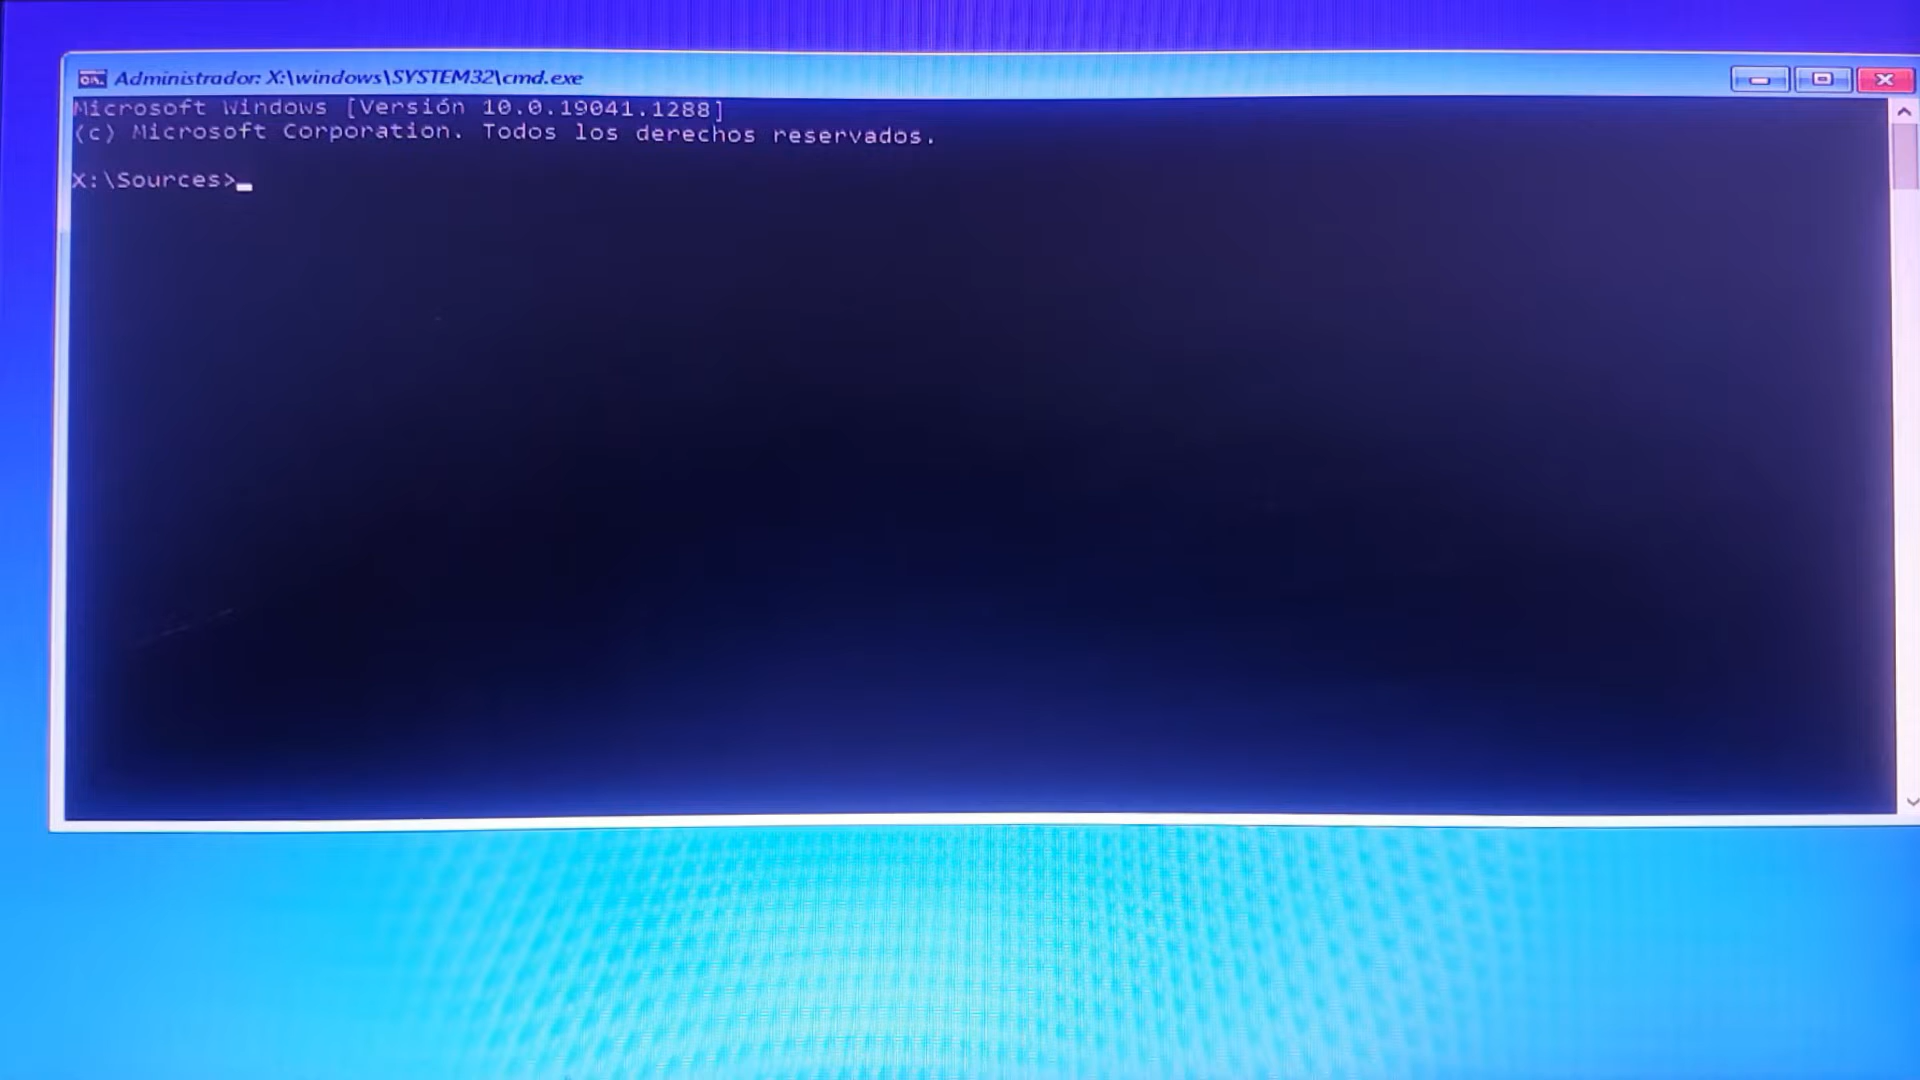 Administrador: X:\windows\SYSTEM32\cmd.exe
Microsoft Windows [Versión 10.0.19041.1288]
(c) Microsoft Corporation. Todos los derechos reservados.
X:\Sources>